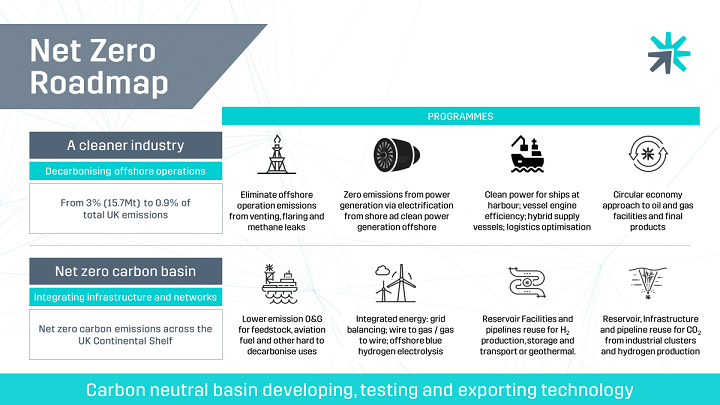 Net Zero
Roadmap
PROGRAMMES
A cleaner industry
Decarbonising offshore operations
From 3% (15.7Mt) to 0.9% of
total UK emissions
Eliminate offshore
operation emissions
from venting, flaring and
methane leaks
Zero emissions from power
generation via electrification
from shore ad clean power
generation offshore
Clean power for ships at
harbour; vessel engine
efficiency; hybrid supply
vessels; logistics optimisation
Circular economy
approach to oil and gas
facilities and final
products
Net zero carbon basin
Integrating infrastructure and networks
Net zero carbon emissions across the
UK Continental Shelf
Lower emission O&G
for feedstock, aviation
fuel and other hard to
decarbonise uses
Integrated energy: grid
balancing; wire to gas / gas
to wire; offshore blue
hydrogen electrolysis
Reservoir Facilities and
pipelines reuse for H₂
production, storage and
transport or geothermal.
Reservoir, Infrastructure
and pipeline reuse for CO₂
from industrial clusters
and hydrogen production
Carbon neutral basin developing, testing and exporting technology